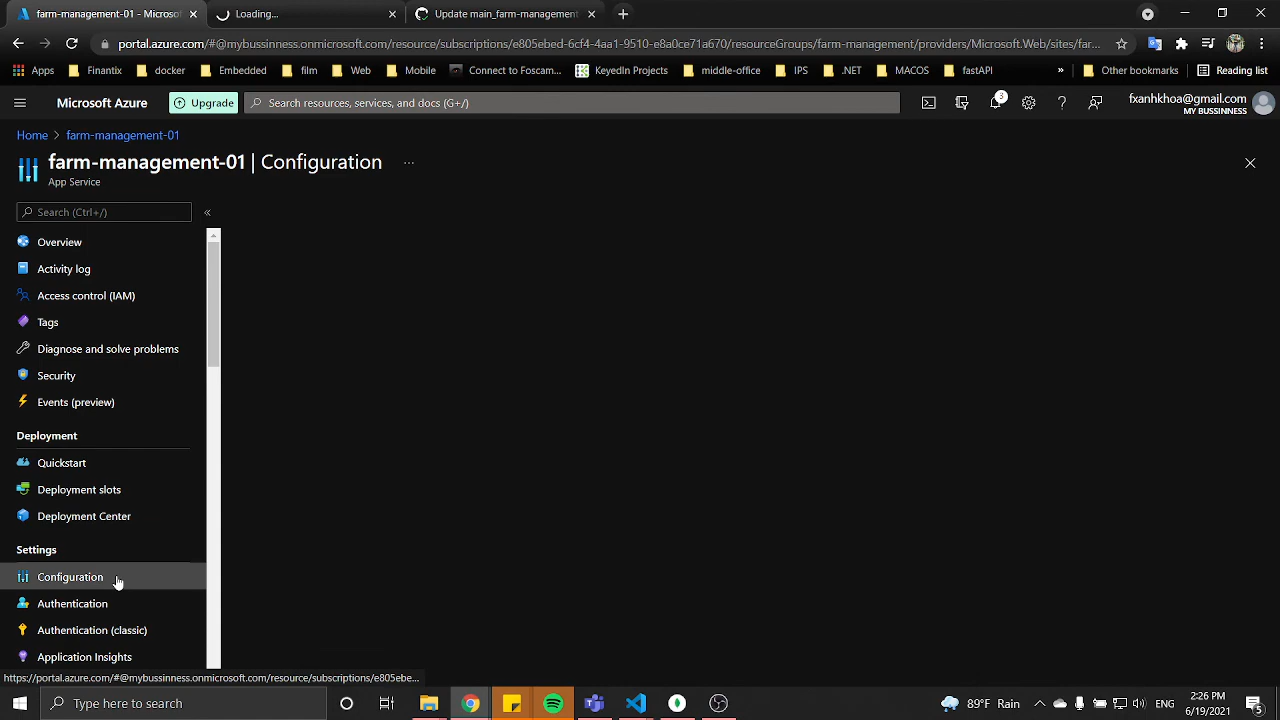 farm-management-01 - Microsof
Loading...
Update main_farm-management
portal.azure.com/#@mybussinness.onmicrosoft.com/resource/subscriptions/e805ebed-6cf4-4aa1-9510-e8a0ce71a670/resourceGroups/farm-management/providers/Microsoft.Web/sites/far...
Apps
Finantix
docker
Embedded
film
Web
Mobile
Connect to Foscam...
KeyedIn Projects
middle-office
IPS
.NET
MACOS
fastAPI
»
Other bookmarks
Reading list
Microsoft Azure
Upgrade
Search resources, services, and docs (G+/)
3
fxanhkhoa@gmail.com
MY BUSSINNESS
Home > farm-management-01
farm-management-01 | Configuration ...
App Service
Search (Ctrl+/)
«
Overview
Activity log
Access control (IAM)
Tags
Diagnose and solve problems
Security
Events (preview)
Deployment
Quickstart
Deployment slots
Deployment Center
Settings
Configuration
Authentication
Authentication (classic)
Application Insights
https://portal.azure.com/#@mybussinness.onmicrosoft.com/resource/subscriptions/e805ebe...
Type here to search
89°F Rain
2:26 PM
6/19/2021
5